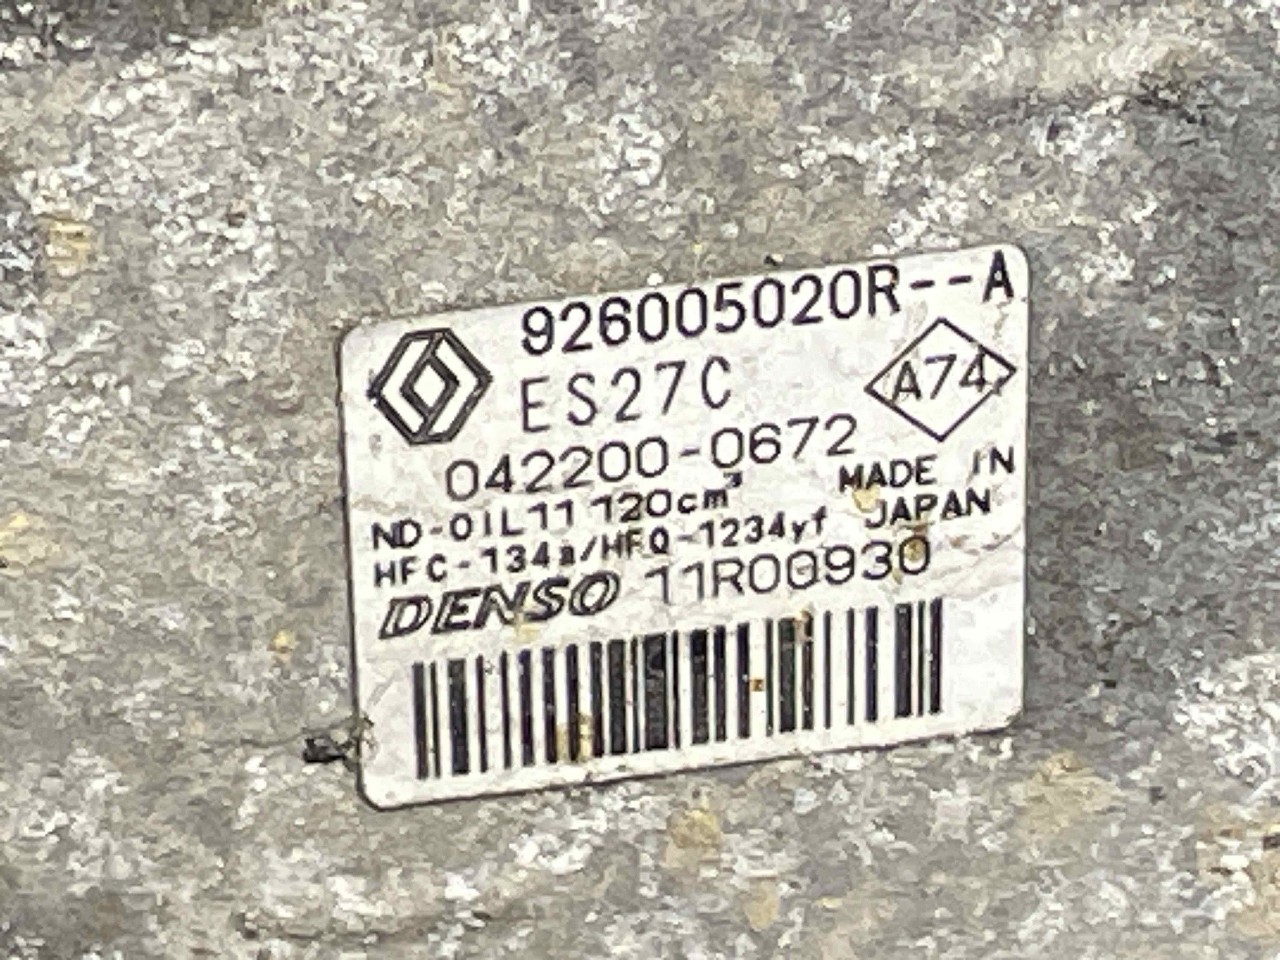 926005020R--A
ES27C
A74
042200-0672
ND-OIL11 120cm³
MADE IN
JAPAN
HFC-134a/HFO-1234yf
DENSO 11R00930